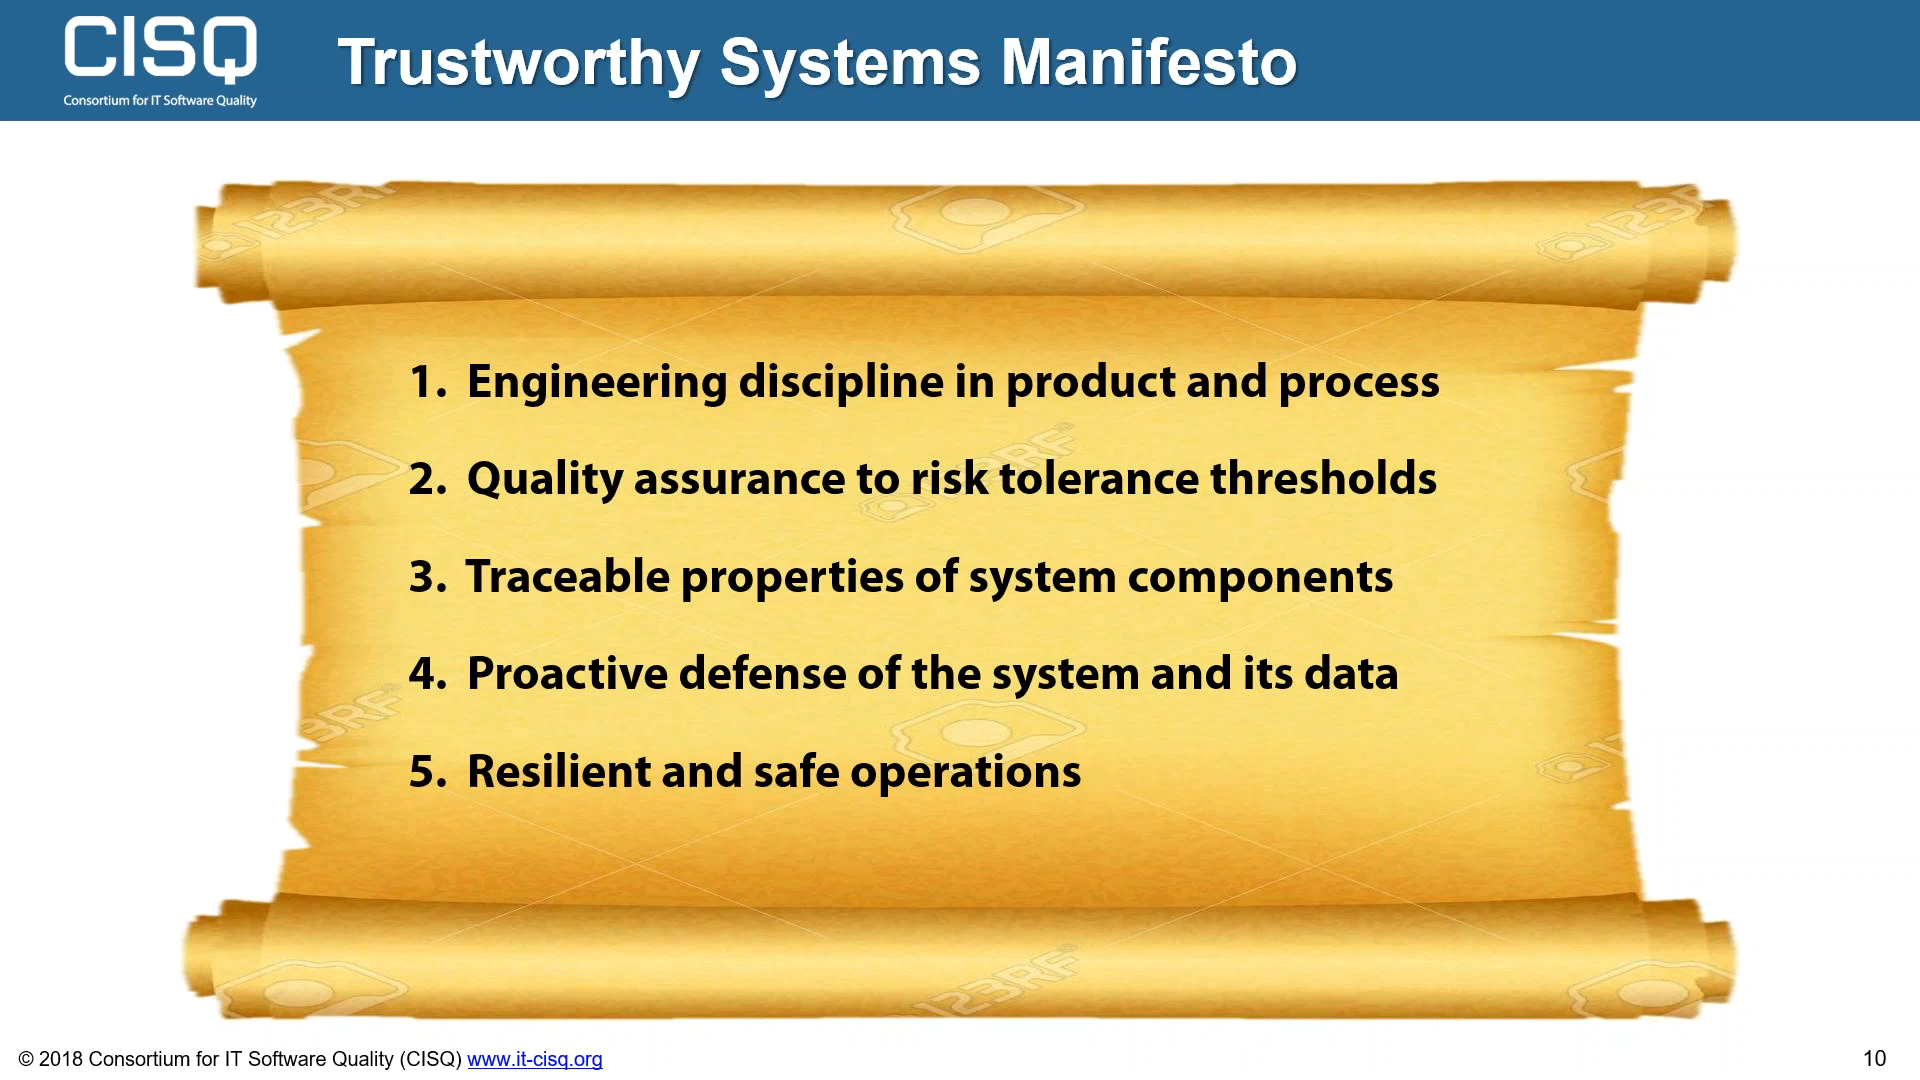 CISQ
Consortium for IT Software Quality
Trustworthy Systems Manifesto
1. Engineering discipline in product and process
2. Quality assurance to risk tolerance thresholds
3. Traceable properties of system components
4. Proactive defense of the system and its data
5. Resilient and safe operations
123RF
© 2018 Consortium for IT Software Quality (CISQ) www.it-cisq.org
10